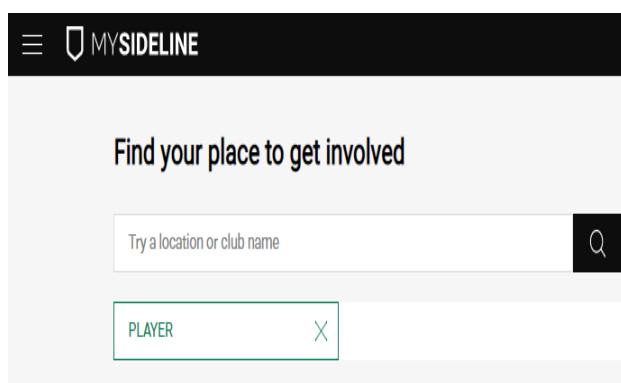 MYSIDELINE
Find your place to get involved
Try a location or club name
PLAYER